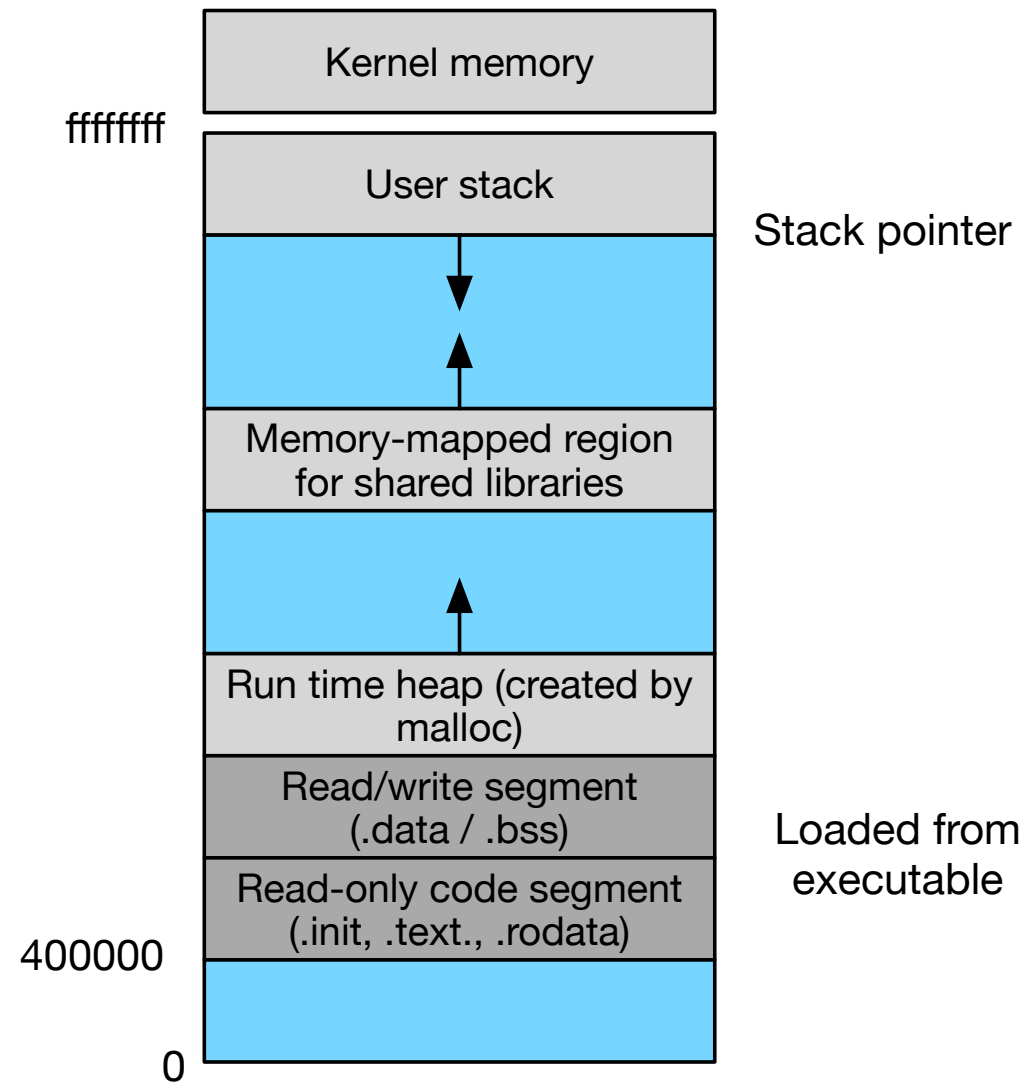 Kernel memory
ffffffff
User stack
Stack pointer
Memory-mapped region
for shared libraries
Run time heap (created by
malloc)
Read/write segment
(.data / .bss)
Loaded from
executable
Read-only code segment
(.init, .text., .rodata)
400000
0